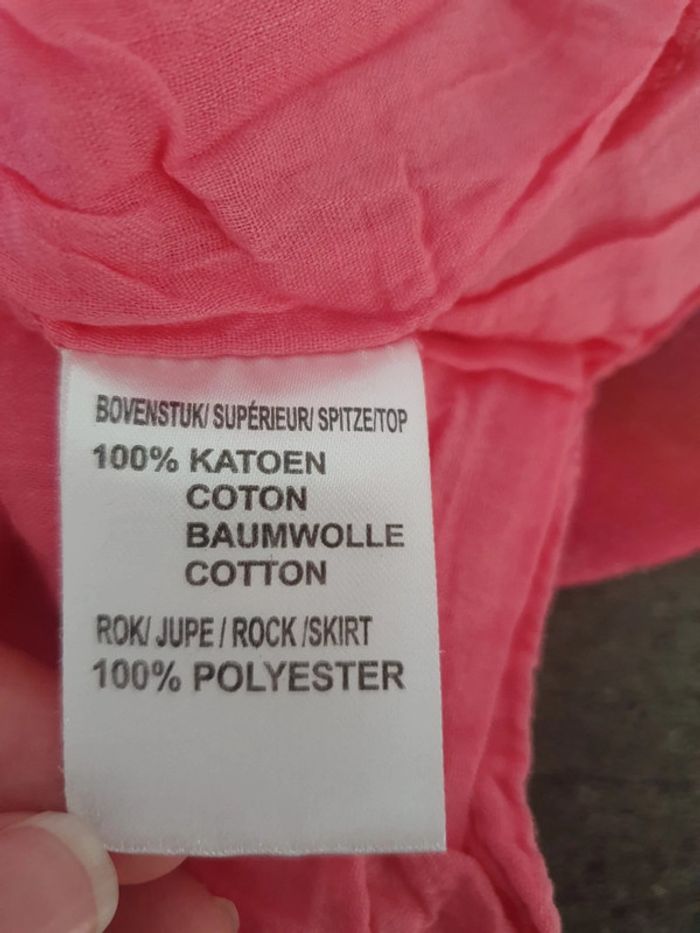 BOVENSTUK/ SUPÉRIEUR/ SPITZE/TOP
100% KATOEN
COTON
BAUMWOLLE
COTTON
ROK/ JUPE / ROCK /SKIRT
100% POLYESTER